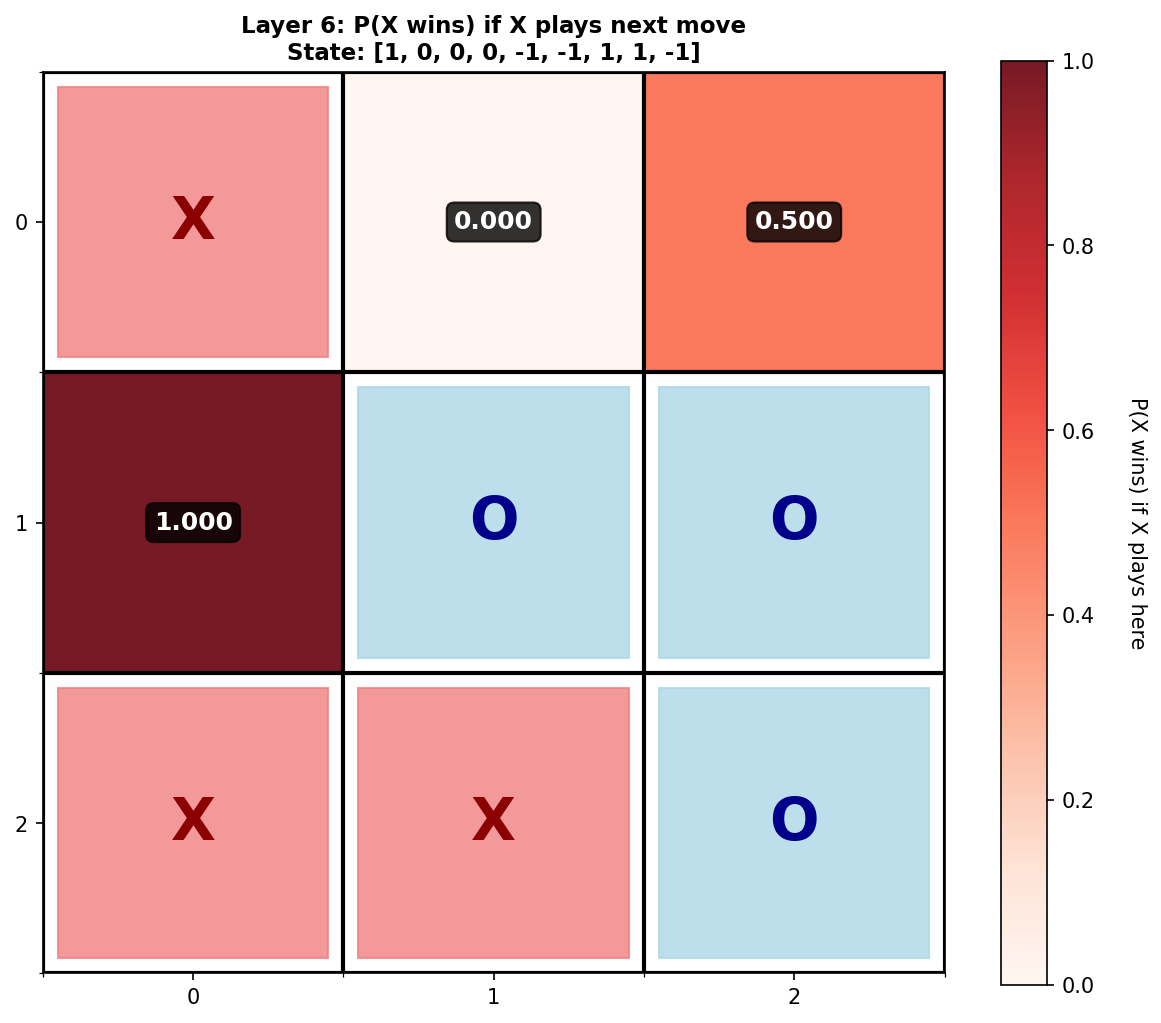 Layer 6: P(X wins) if X plays next move
State: [1, 0, 0, 0, -1, -1, 1, 1, -1]
0
X
0.000
0.500
1
1.000
O
O
2
X
X
O
0
1
2
1.0
0.8
0.6
0.4
0.2
0.0
P(X wins) if X plays here